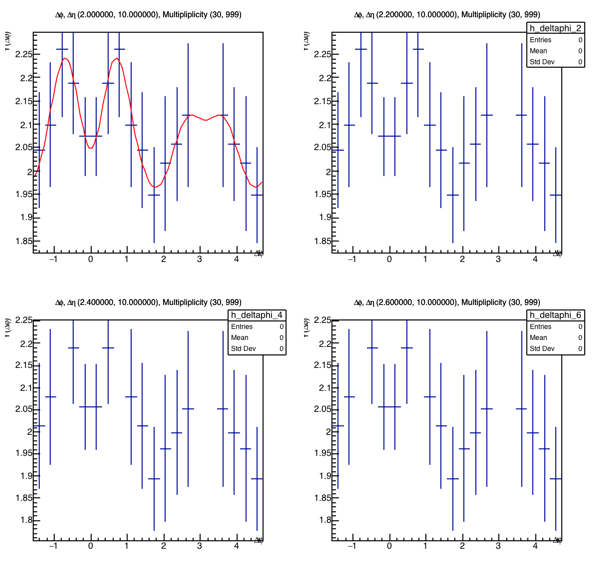 Δφ, Δη (2.000000, 10.000000), Multipliplicity (30, 999)
2.25
2.2
2.15
2.1
2.05
2
1.95
1.9
1.85
−1 0 1 2 3 4
Δφ, Δη (2.200000, 10.000000), Multipliplicity (30, 999)
h_deltaphi_2
Entries 0
Mean 0
Std Dev 0
2.25
2.2
2.15
2.1
2.05
2
1.95
1.9
1.85
−1 0 1 2 3 4
Δφ, Δη (2.400000, 10.000000), Multipliplicity (30, 999)
h_deltaphi_4
Entries 0
Mean 0
Std Dev 0
2.25
2.2
2.15
2.1
2.05
2
1.95
1.9
1.85
1.8
−1 0 1 2 3 4
Δφ, Δη (2.600000, 10.000000), Multipliplicity (30, 999)
h_deltaphi_6
Entries 0
Mean 0
Std Dev 0
2.25
2.2
2.15
2.1
2.05
2
1.95
1.9
1.85
1.8
−1 0 1 2 3 4